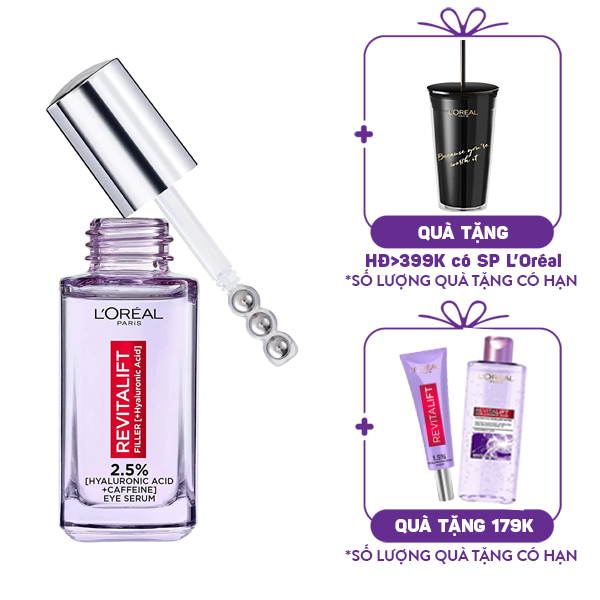 L'ORÉAL
PARIS
REVITALIFT
FILLER [+Hyaluronic Acid]
2.5%
[HYALURONIC ACID
+CAFFEINE]
EYE SERUM
+
L'ORÉAL
PARIS
Because you're
worth it
QUÀ TẶNG
HĐ>399K có SP L'Oréal
*SỐ LƯỢNG QUÀ TẶNG CÓ HẠN
+
L'ORÉAL
REVITALIFT
1.5%
L'ORÉAL
REVITALIFT
QUÀ TẶNG 179K
*SỐ LƯỢNG QUÀ TẶNG CÓ HẠN